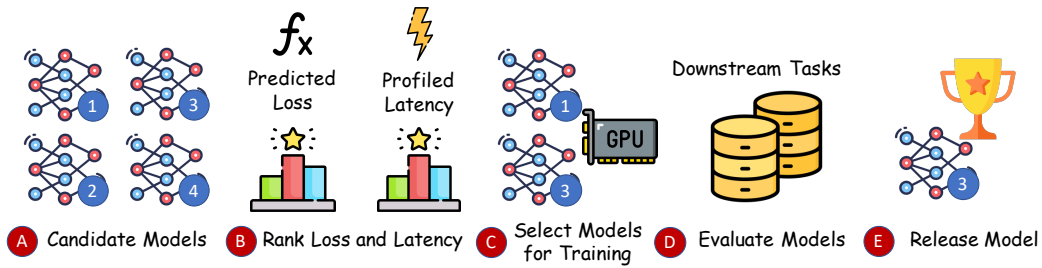 1
3
2
4
fx
Predicted
Loss
Profiled
Latency
1
GPU
3
Downstream Tasks
3
A Candidate Models
B Rank Loss and Latency
C Select Models
for Training
D Evaluate Models
E Release Model